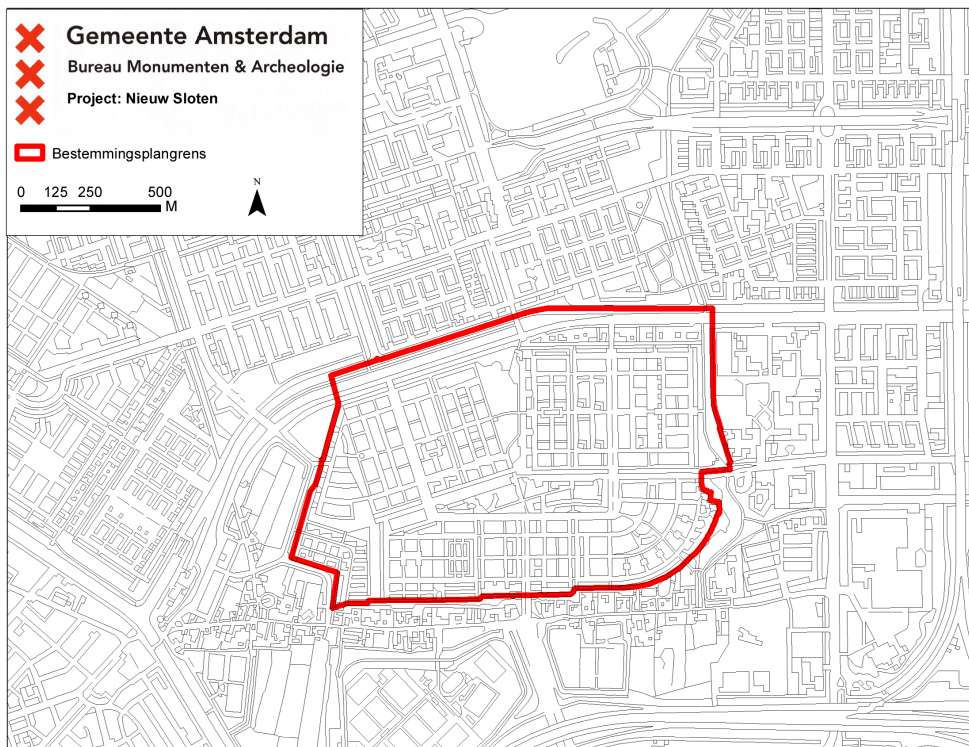 Gemeente Amsterdam
Bureau Monumenten & Archeologie
Project: Nieuw Sloten
Bestemmingsplangrens
0 125 250 500
M
N